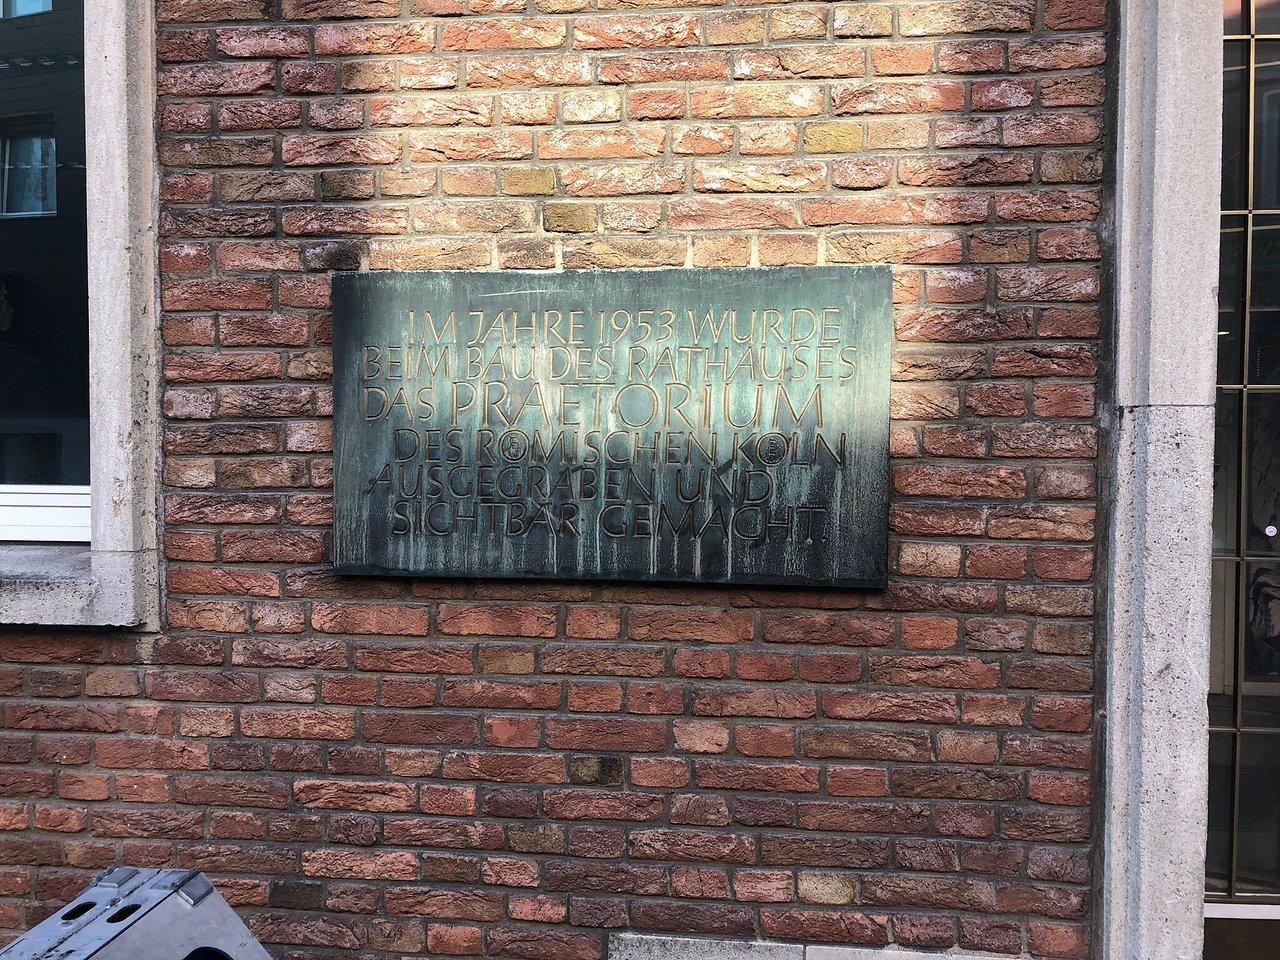 IM JAHRE 1953 WURDE
BEIM BAU DES RATHAUSES
DAS PRAETORIUM
DES RÖMISCHEN KÖLN
AUSGEGRABEN UND
SICHTBAR GEMACHT.